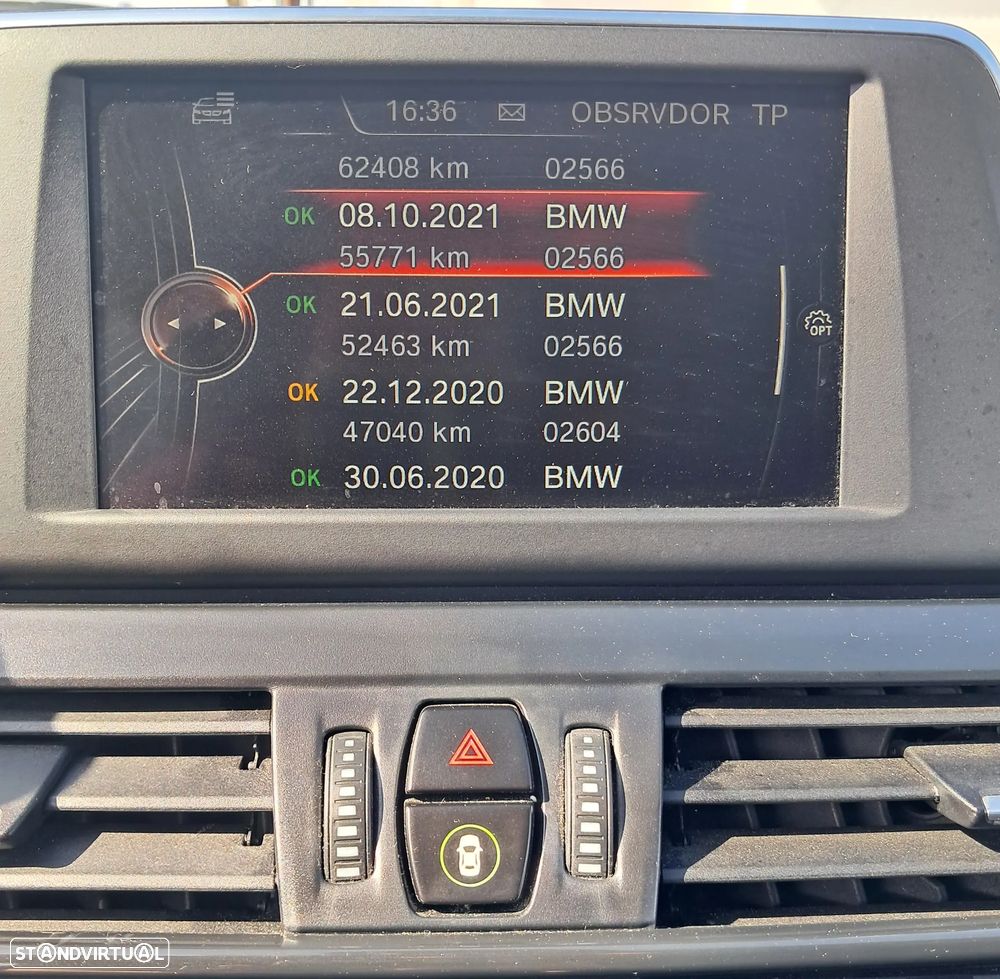 16:36 OBSRVDOR TP
62408 km 02566
OK 08.10.2021 BMW
55771 km 02566
OK 21.06.2021 BMW
52463 km 02566
OPT
OK 22.12.2020 BMW
47040 km 02604
OK 30.06.2020 BMW
STANDVIRTUAL